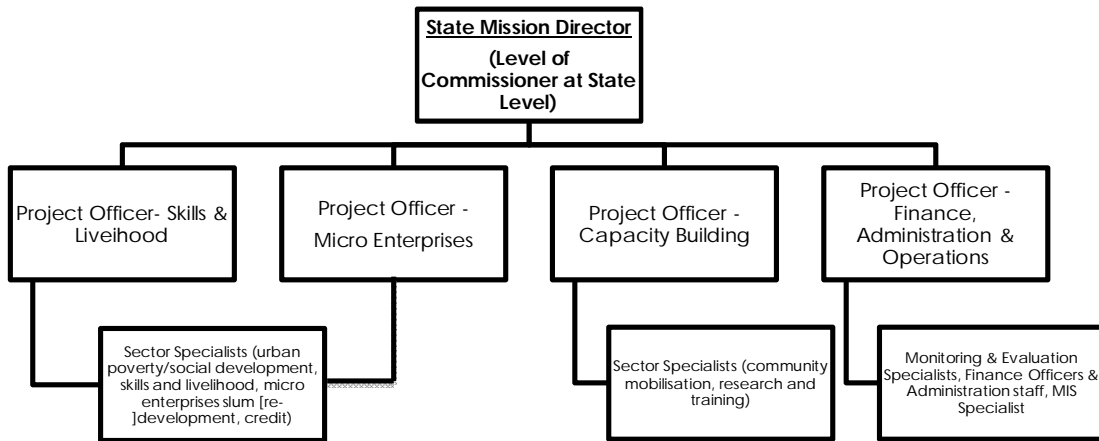 State Mission Director
(Level of
Commissioner at State
Level)
Project Officer- Skills &
Liveihood
Project Officer -
Micro Enterprises
Project Officer -
Capacity Building
Project Officer -
Finance,
Administration &
Operations
Sector Specialists (urban
poverty/social development,
skills and livelihood, micro
enterprises slum [re-
]development, credit)
Sector Specialists (community
mobilisation, research and
training)
Monitoring & Evaluation
Specialists, Finance Officers &
Administration staff, MIS
Specialist